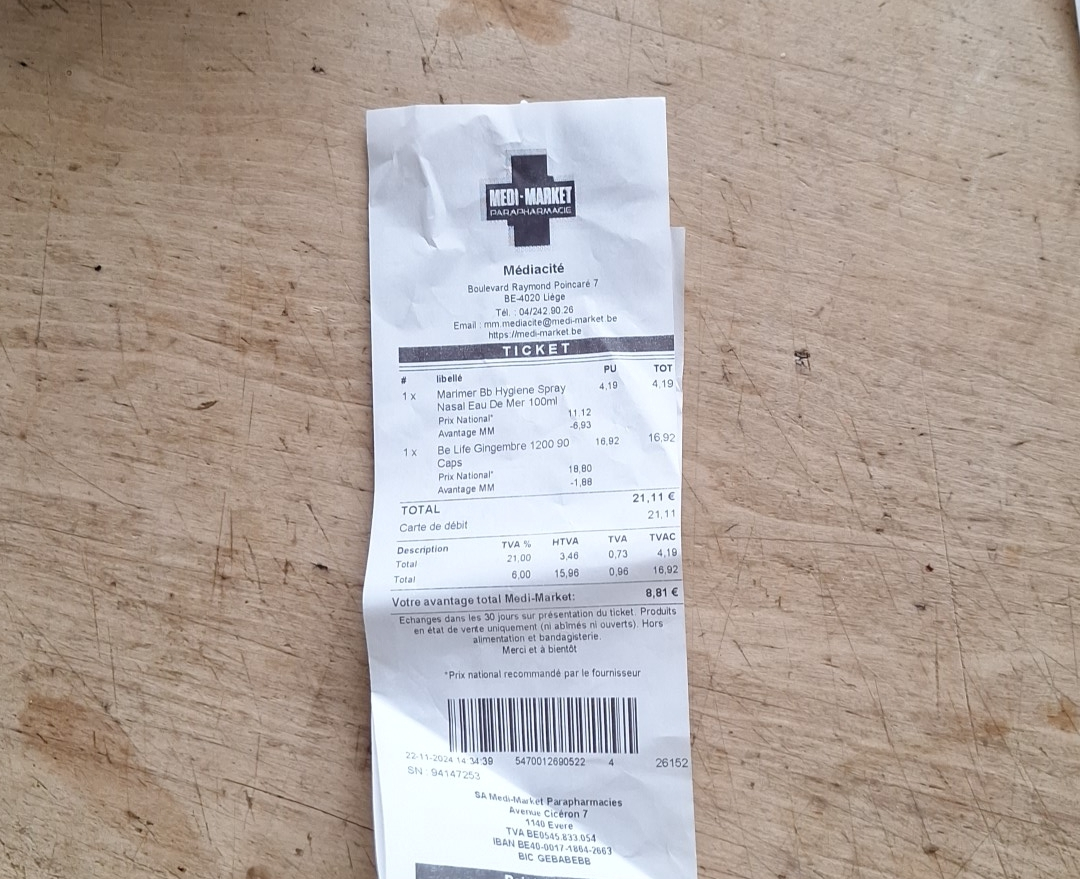 MEDI-MARKET
PARAPHARMACIE
Médiacité
Boulevard Raymond Poincaré 7
BE-4020 Liége
Tél. : 04/242.90.26
Email : mm.mediacite@medi-market.be
https://medi-market.be
TICKET
# libellé PU TOT
1 x Marimer Bb Hygiene Spray 4,19 4,19
Nasal Eau De Mer 100ml
Prix National* 11,12
Avantage MM -6,93
1 x Be Life Gingembre 1200 90 16,92 16,92
Caps
Prix National* 18,80
Avantage MM -1,88
TOTAL 21,11 €
Carte de débit 21,11
Description TVA % HTVA TVA TVAC
Total 21,00 3,46 0,73 4,19
Total 6,00 15,96 0,96 16,92
Votre avantage total Medi-Market: 8,81 €
Echanges dans les 30 jours sur présentation du ticket. Produits
en état de vente uniquement (ni abîmés ni ouverts). Hors
alimentation et bandagisterie.
Merci et à bientôt
*Prix national recommandé par le fournisseur
22-11-2024 14:34:39 5470012690522 4 26152
SN : 94147253
SA Medi-Market Parapharmacies
Avenue Cicéron 7
1140 Evere
TVA BE0545.833.054
IBAN BE40-0017-1864-2663
BIC GEBABEBB